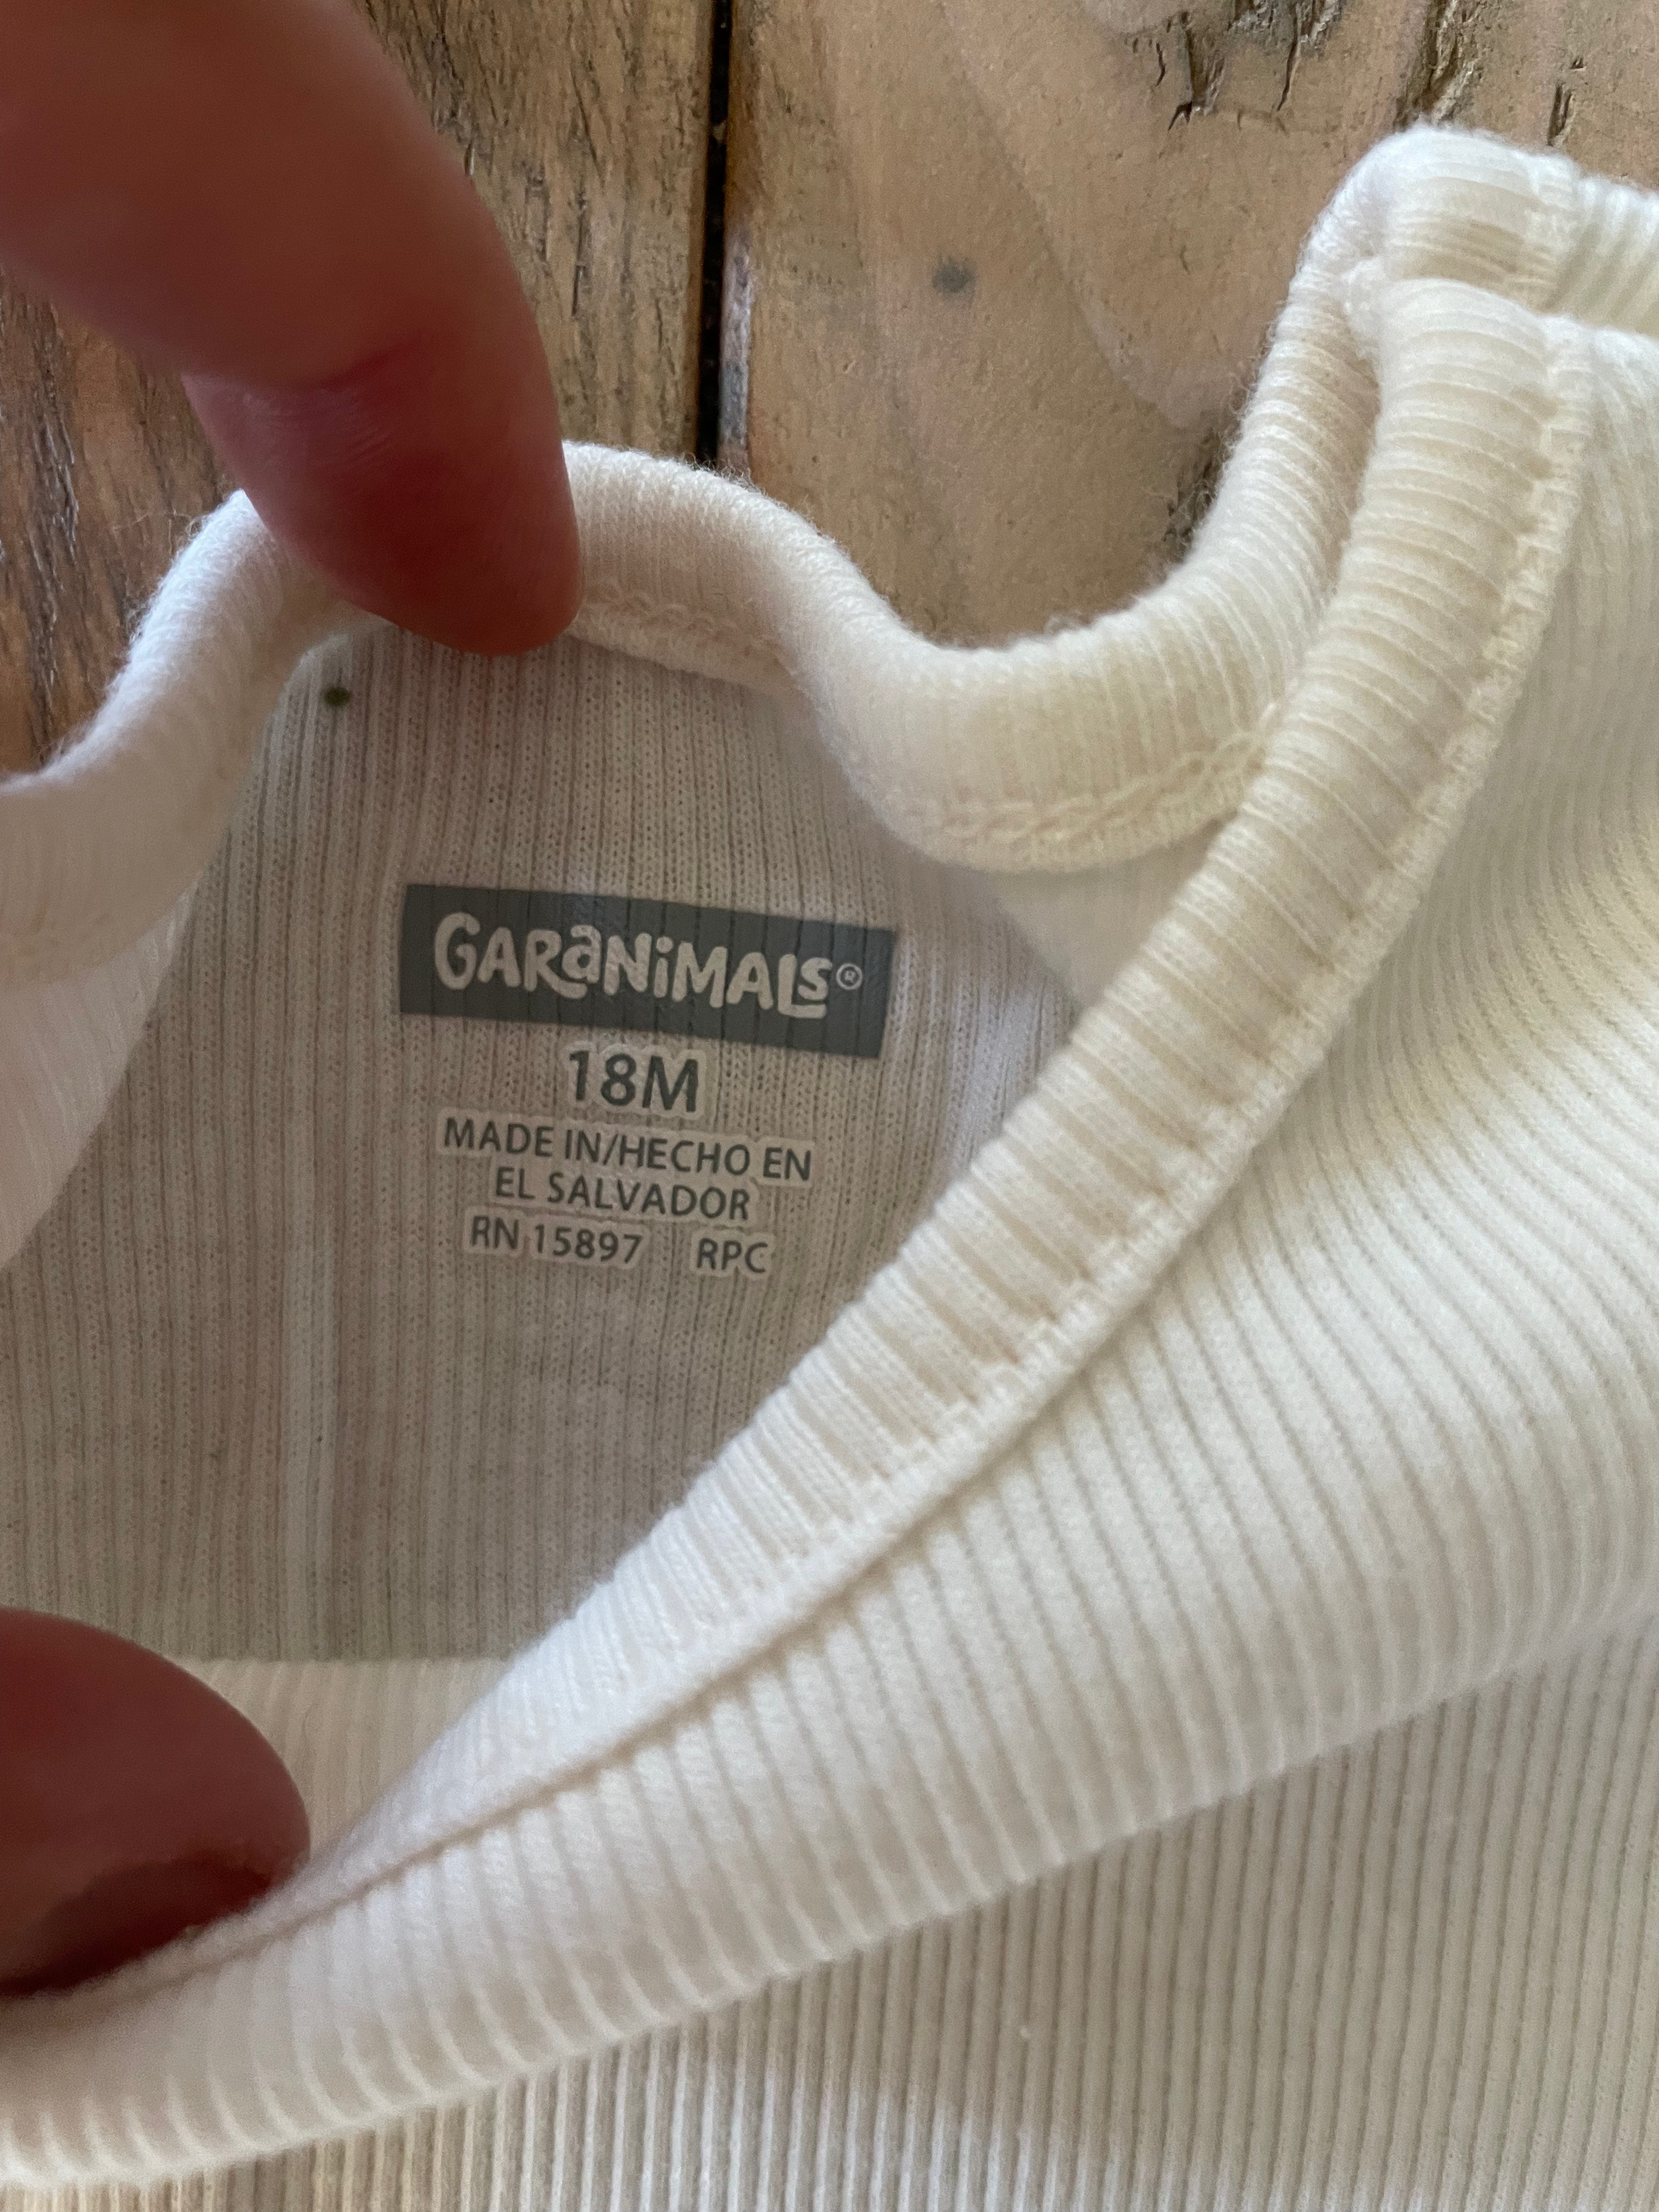 GARANiMALS®
18M
MADE IN/HECHO EN
EL SALVADOR
RN 15897 RPC